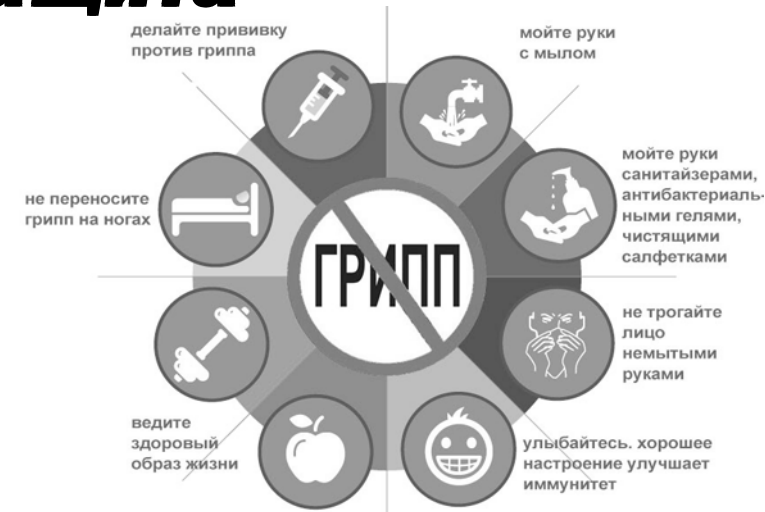 делайте прививку
против гриппа
мойте руки
с мылом
мойте руки
санитайзерами,
антибактериаль-
ными гелями,
чистящими
салфетками
не переносите
грипп на ногах
ГРИПП
не трогайте
лицо
немытыми
руками
ведите
здоровый
образ жизни
улыбайтесь. хорошее
настроение улучшает
иммунитет